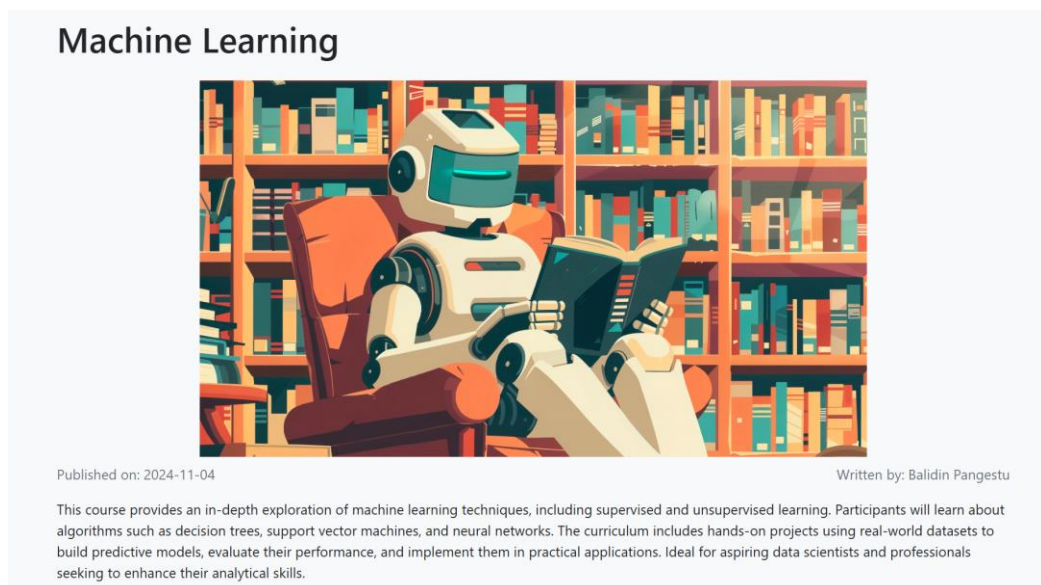 Machine Learning
Published on: 2024-11-04
Written by: Balidin Pangestu
This course provides an in-depth exploration of machine learning techniques, including supervised and unsupervised learning. Participants will learn about
algorithms such as decision trees, support vector machines, and neural networks. The curriculum includes hands-on projects using real-world datasets to
build predictive models, evaluate their performance, and implement them in practical applications. Ideal for aspiring data scientists and professionals
seeking to enhance their analytical skills.